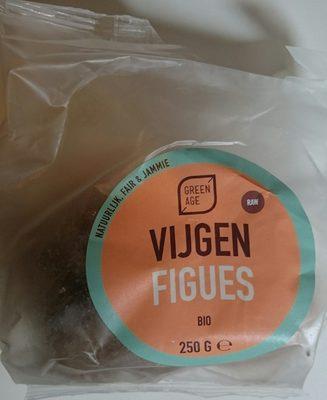 NATUURLIJK, FAIR & JAMMIE
GREEN
AGE
RAW
VIJGEN
FIGUES
BIO
250 G ℮